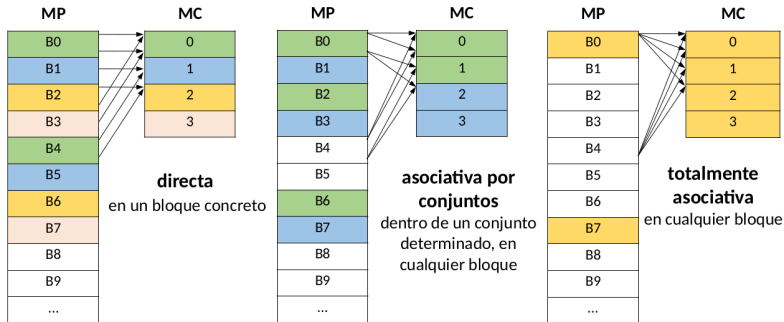 MP
MC
B0
B1
B2
B3
B4
B5
B6
B7
B8
B9
...
0
1
2
3
directa
en un bloque concreto
MP
MC
B0
B1
B2
B3
B4
B5
B6
B7
B8
B9
...
0
1
2
3
asociativa por
conjuntos
dentro de un conjunto
determinado, en
cualquier bloque
MP
MC
B0
B1
B2
B3
B4
B5
B6
B7
B8
B9
...
0
1
2
3
totalmente
asociativa
en cualquier bloque